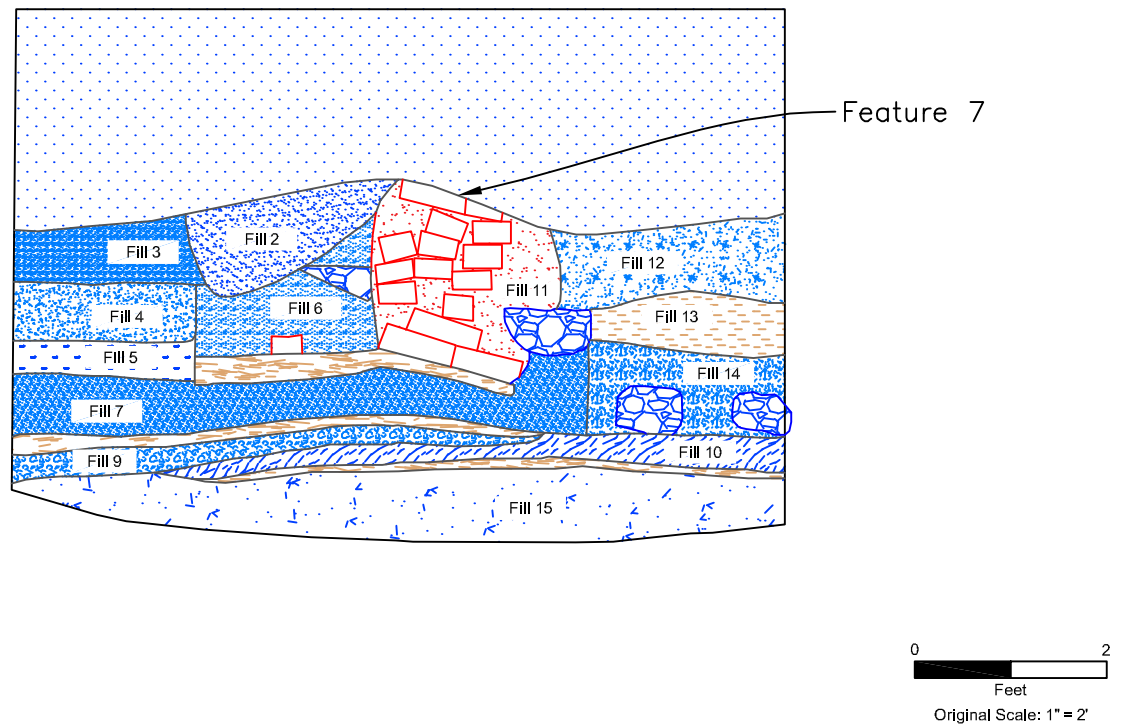 Feature 7
Fill 3
Fill 2
Fill 12
Fill 11
Fill 6
Fill 4
Fill 13
Fill 5
Fill 14
Fill 7
Fill 9
Fill 10
Fill 15
0 2
Feet
Original Scale: 1" = 2'